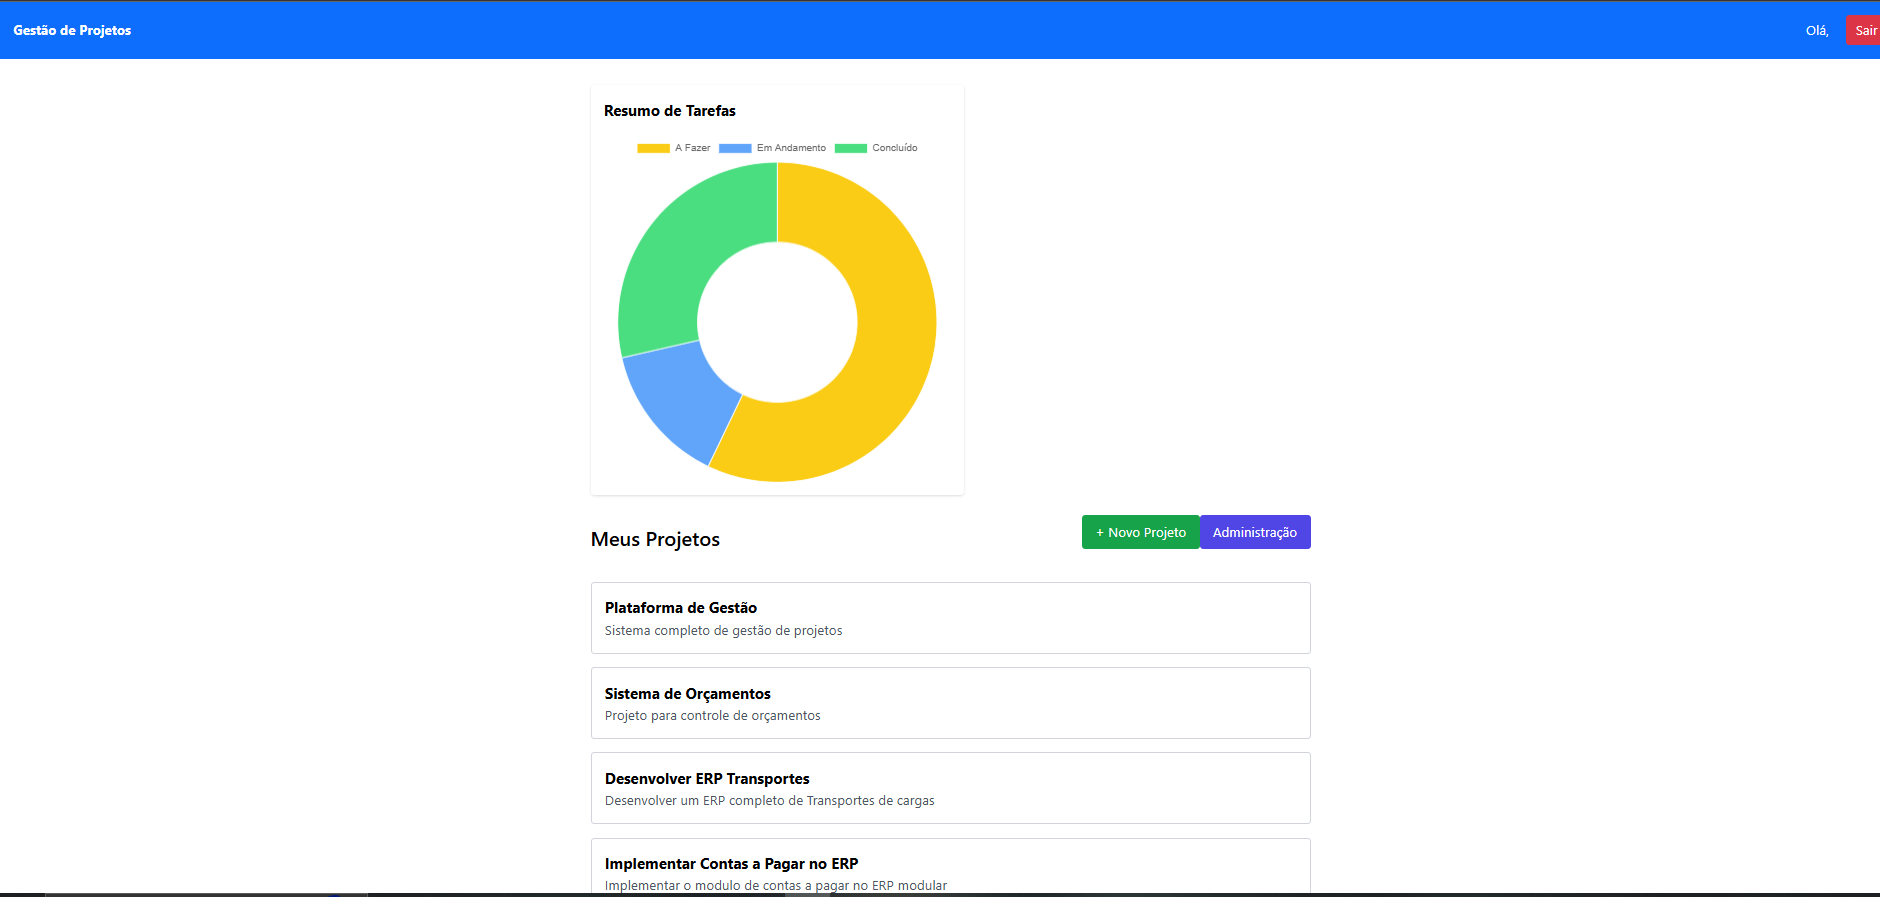 Gestão de Projetos
Olá,
Sair
Resumo de Tarefas
A Fazer
Em Andamento
Concluído
Meus Projetos
+ Novo Projeto
Administração
Plataforma de Gestão
Sistema completo de gestão de projetos
Sistema de Orçamentos
Projeto para controle de orçamentos
Desenvolver ERP Transportes
Desenvolver um ERP completo de Transportes de cargas
Implementar Contas a Pagar no ERP
Implementar o modulo de contas a pagar no ERP modular